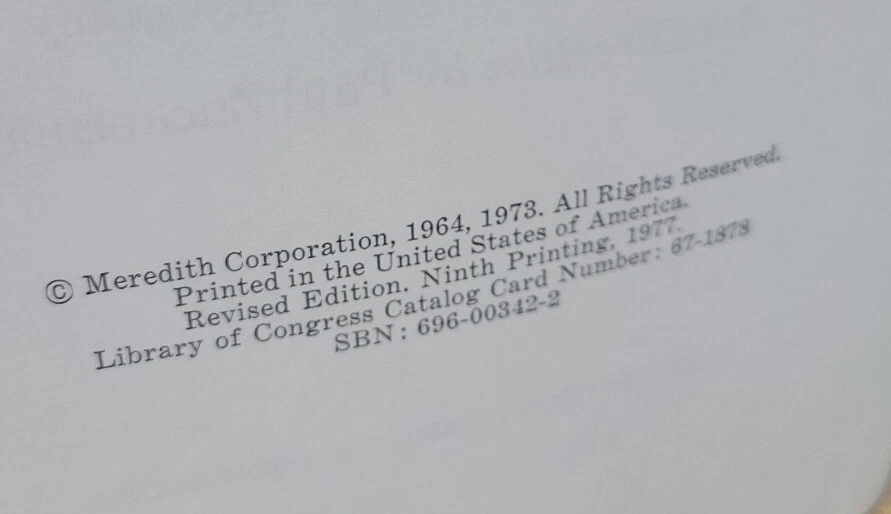 © Meredith Corporation, 1964, 1973. All Rights Reserved.
Printed in the United States of America.
Revised Edition. Ninth Printing, 1977.
Library of Congress Catalog Card Number: 67-1878
SBN: 696-00342-2